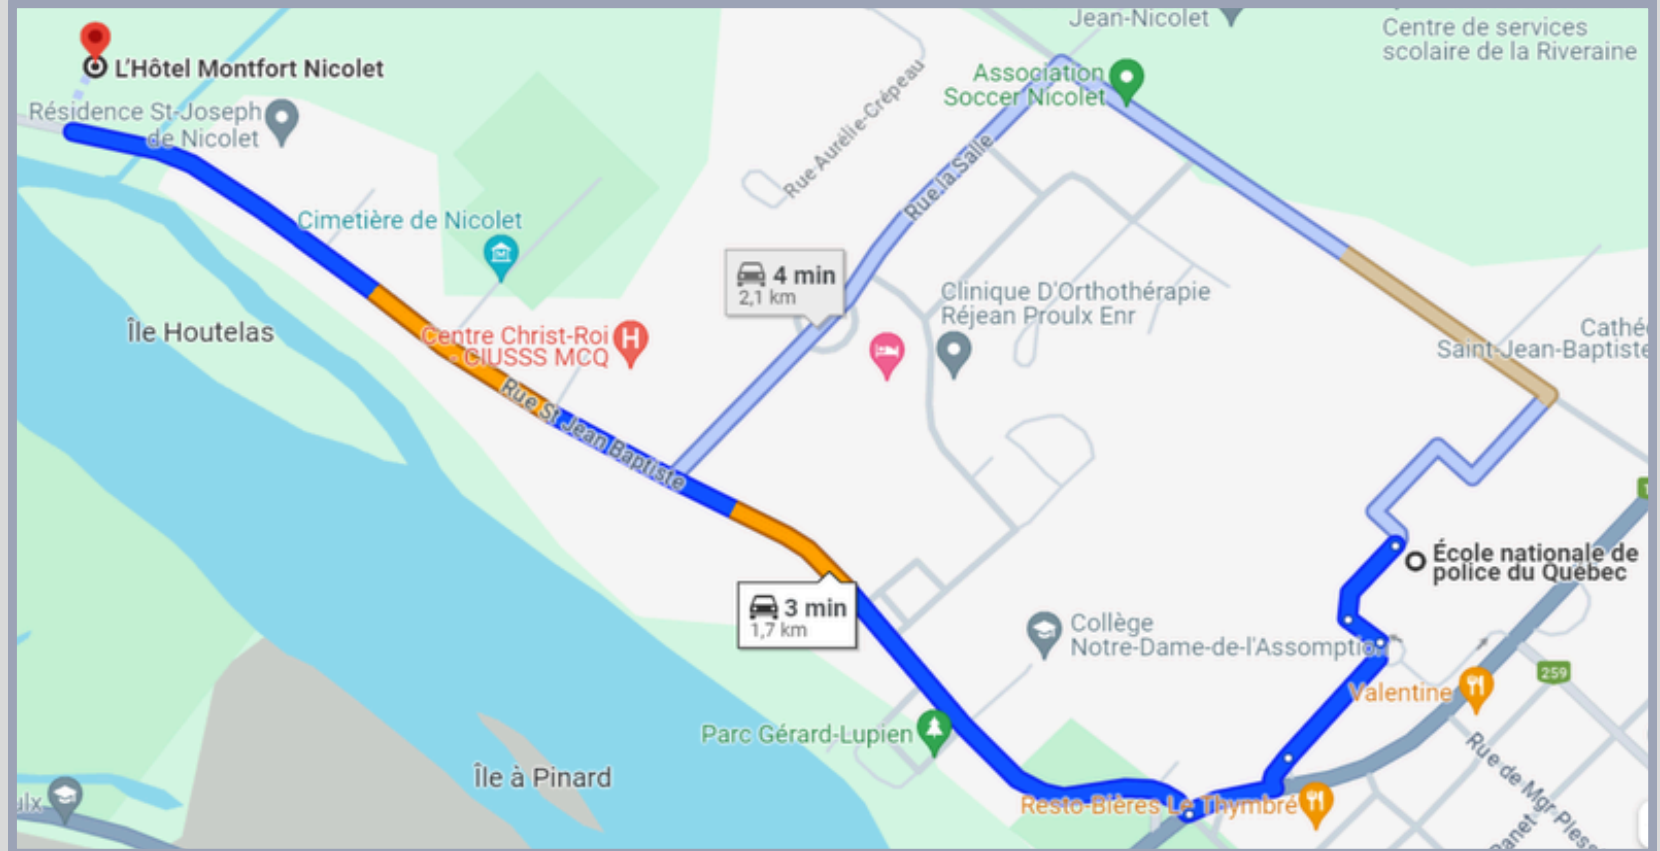 Jean-Nicolet
Centre de services
scolaire de la Riveraine
L'Hôtel Montfort Nicolet
Association
Soccer Nicolet
Résidence St-Joseph
de Nicolet
Rue Aurélie-Crépeau
Rue la Salle
Cimetière de Nicolet
4 min
2,1 km
Clinique D'Orthothérapie
Réjean Proulx Enr
Île Houtelas
Centre Christ-Roi
- CIUSSS MCQ
H
Cathé
Saint-Jean-Baptiste
Rue St Jean Baptiste
1
École nationale de
police du Québec
3 min
1,7 km
Collège
Notre-Dame-de-l'Assomption
259
Valentine
Parc Gérard-Lupien
Rue de Mgr Pless
Île à Pinard
ulx
Resto-Bières Le Thymbré
Panet